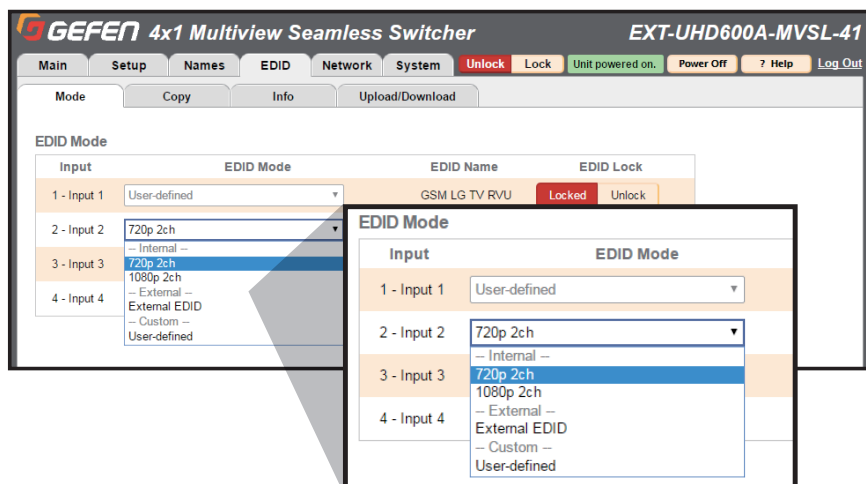 GEFEN 4x1 Multiview Seamless Switcher EXT-UHD600A-MVSL-41
Main Setup Names EDID Network System Unlock Lock Unit powered on. Power Off ? Help Log Out
Mode Copy Info Upload/Download
EDID Mode
Input EDID Mode EDID Name EDID Lock
1 - Input 1 User-defined GSM LG TV RVU Locked Unlock
2 - Input 2 720p 2ch
-- Internal --
720p 2ch
3 - Input 3
1080p 2ch
-- External --
4 - Input 4
External EDID
-- Custom --
User-defined
EDID Mode
Input EDID Mode
1 - Input 1 User-defined
2 - Input 2 720p 2ch
-- Internal --
3 - Input 3 720p 2ch
1080p 2ch
-- External --
4 - Input 4 External EDID
-- Custom --
User-defined